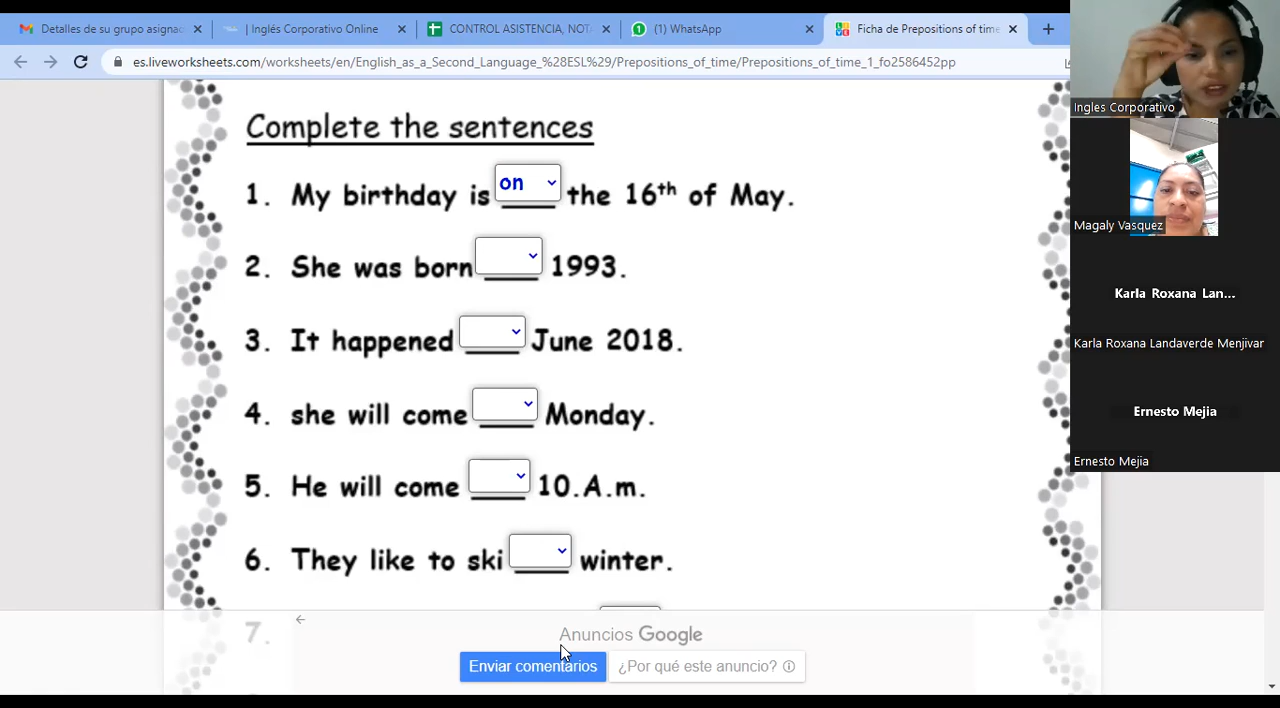 Detalles de su grupo asignac
| Inglés Corporativo Online
CONTROL ASISTENCIA, NOT
(1) WhatsApp
Ficha de Prepositions of time
es.liveworksheets.com/worksheets/en/English_as_a_Second_Language_%28ESL%29/Prepositions_of_time/Prepositions_of_time_1_fo2586452pp
Complete the sentences
1. My birthday is on the 16th of May.
2. She was born 1993.
3. It happened June 2018.
4. she will come Monday.
5. He will come 10.A.m.
6. They like to ski winter.
7.
Anuncios Google
Enviar comentarios
¿Por qué este anuncio?
Ingles Corporativo
Magaly Vasquez
Karla Roxana Lan...
Karla Roxana Landaverde Menjivar
Ernesto Mejia
Ernesto Mejia